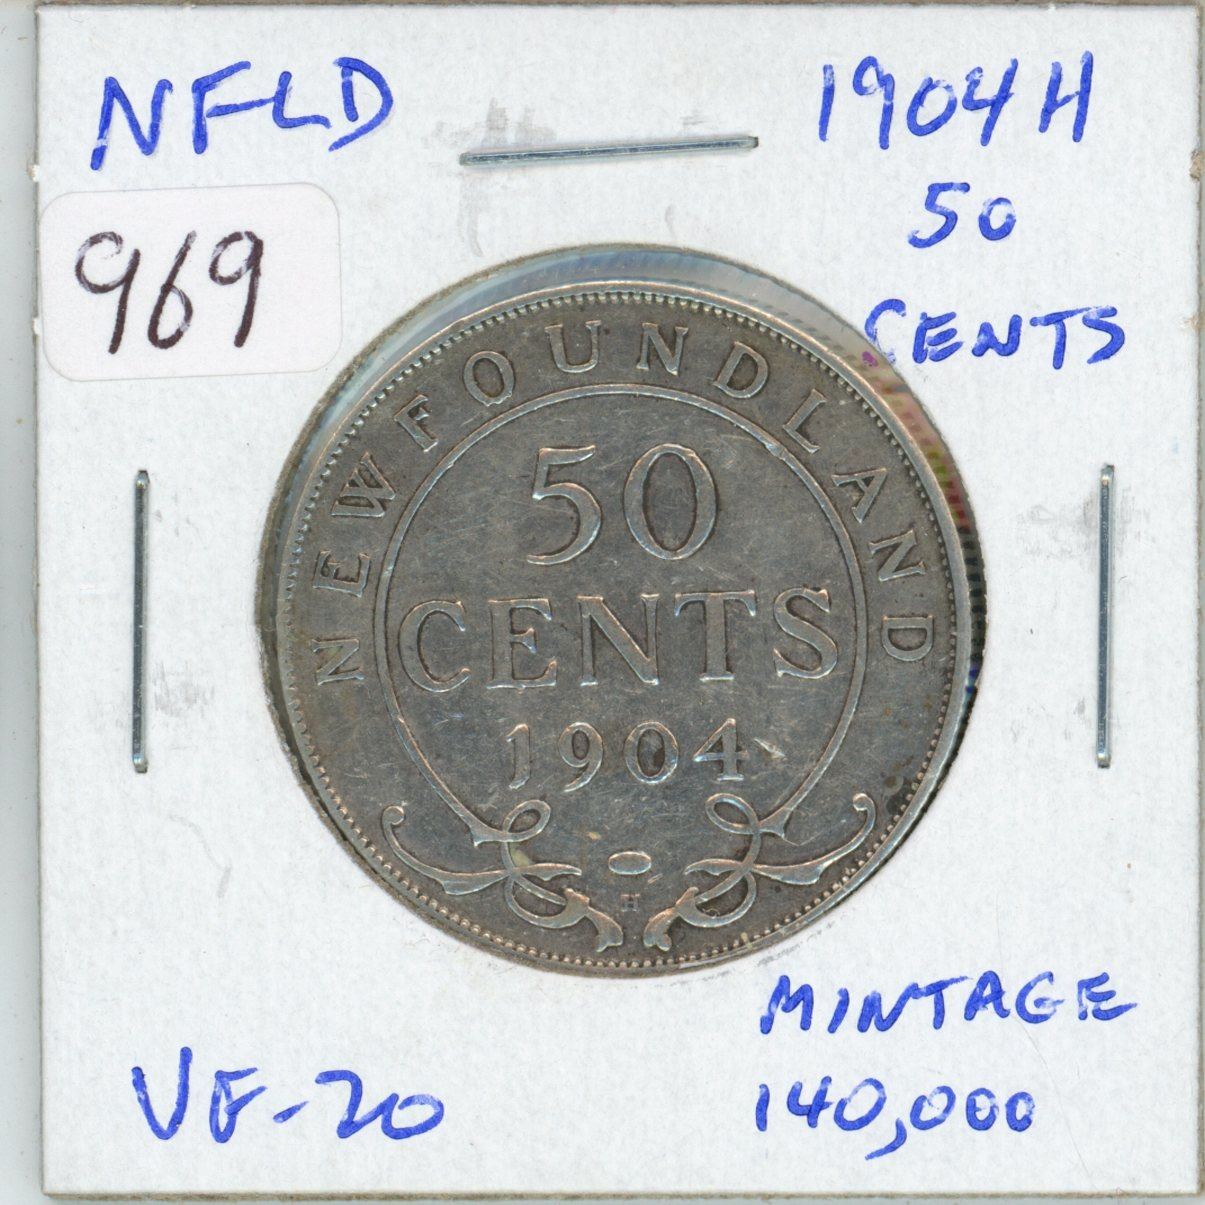 NFLD
1904 H
50
CENTS
969
NEWFOUNDLAND
50
CENTS
1904
H
VF-20
MINTAGE
140,000